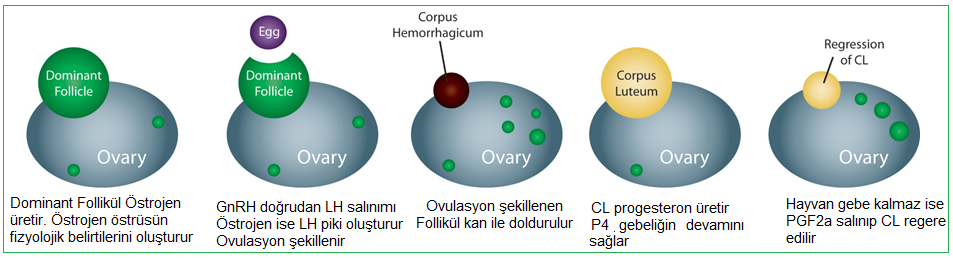 Dominant
Follicle
Ovary
Dominant Follikül Östrojen
üretir. Östrojen östrüsün
fizyolojik belirtilerini oluşturur
Egg
Dominant
Follicle
Ovary
GnRH doğrudan LH salınımı
Östrojen ise LH piki oluşturur
Ovulasyon şekillenir
Corpus
Hemorrhagicum
Ovary
Ovulasyon şekillenen
Follikül kan ile doldurulur
Corpus
Luteum
Ovary
CL progesteron üretir
P4 gebeliğin devamını
sağlar
Regression
of CL
Ovary
Hayvan gebe kalmaz ise
PGF2a salınıp CL regere
edilir